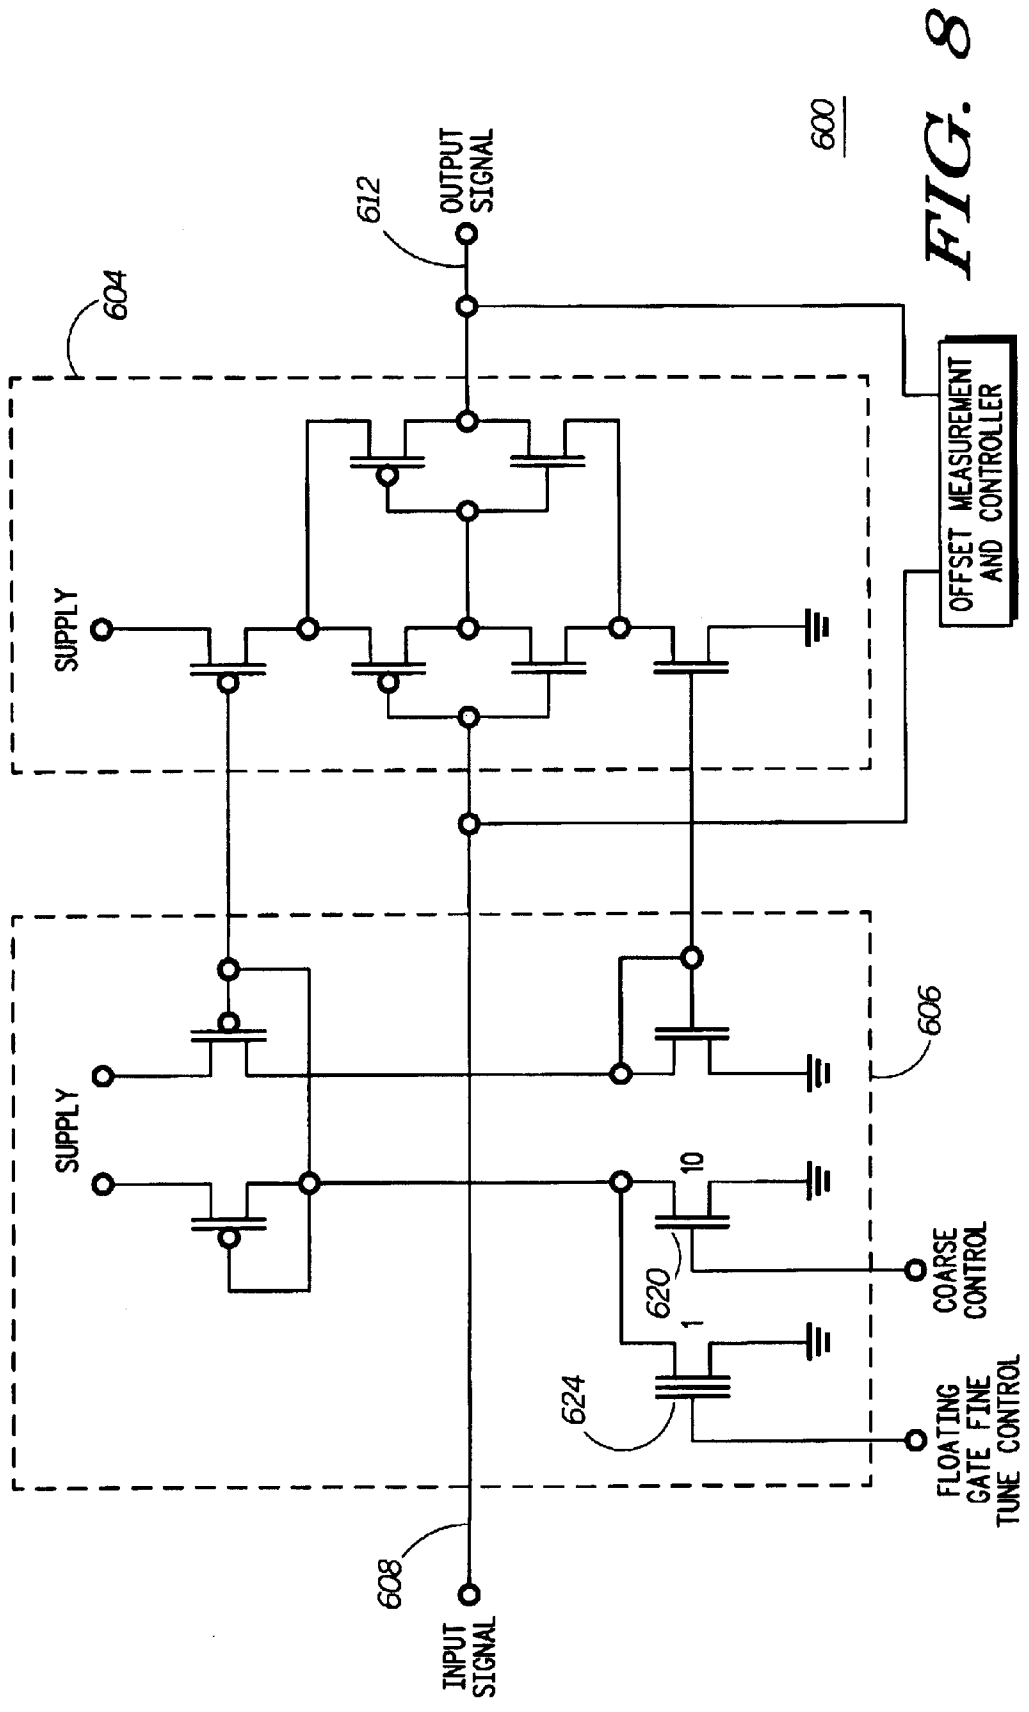 604
612
OUTPUT
SIGNAL
SUPPLY
SUPPLY
608
INPUT
SIGNAL
624
1
620
10
606
FLOATING
GATE FINE
TUNE CONTROL
COARSE
CONTROL
OFFSET MEASUREMENT
AND CONTROLLER
600
FIG. 8